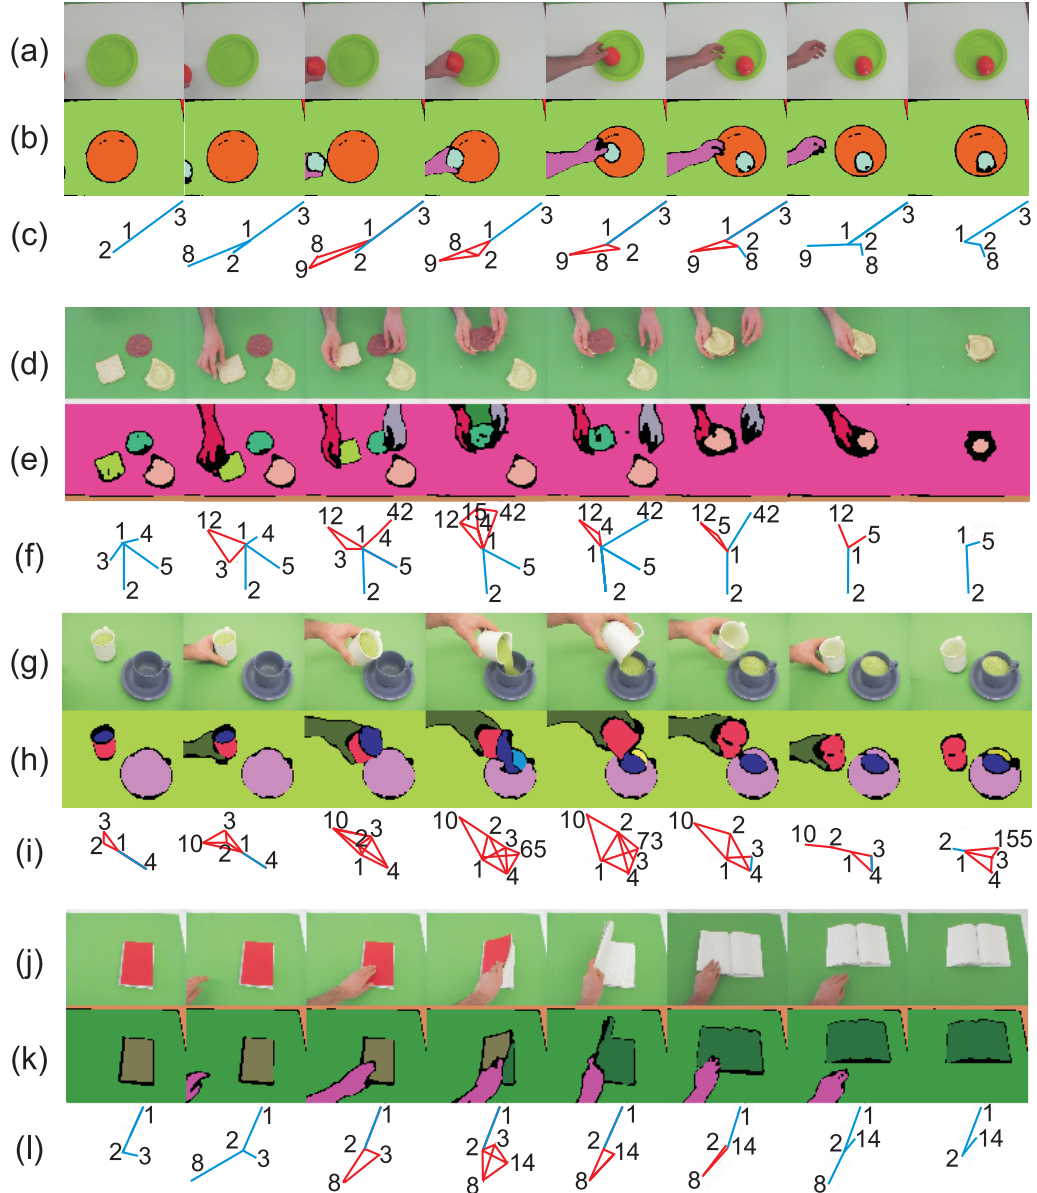 (a)
(b)
(c) 2 1 3 8 1 2 3 9 8 1 2 3 9 8 1 2 3 9 1 8 2 3 9 1 2 8 3 9 1 2 8 3 1 2 8 3
(d)
(e)
(f) 3 1 4 5 2 12 3 1 4 5 2 12 3 1 4 42 5 2 12 15 4 42 1 5 2 12 4 42 1 5 2 12 5 42 1 2 12 5 1 2 5 1 2
(g)
(h)
(i) 3 2 1 4 3 10 2 1 4 10 2 3 1 4 10 2 3 65 1 4 10 2 73 3 1 4 10 2 3 1 4 10 2 3 1 4 2 155 1 3 4
(j)
(k)
(l) 1 2 3 1 2 3 8 1 2 3 8 1 2 3 14 8 1 2 14 8 1 2 14 8 1 2 14 8 1 2 14